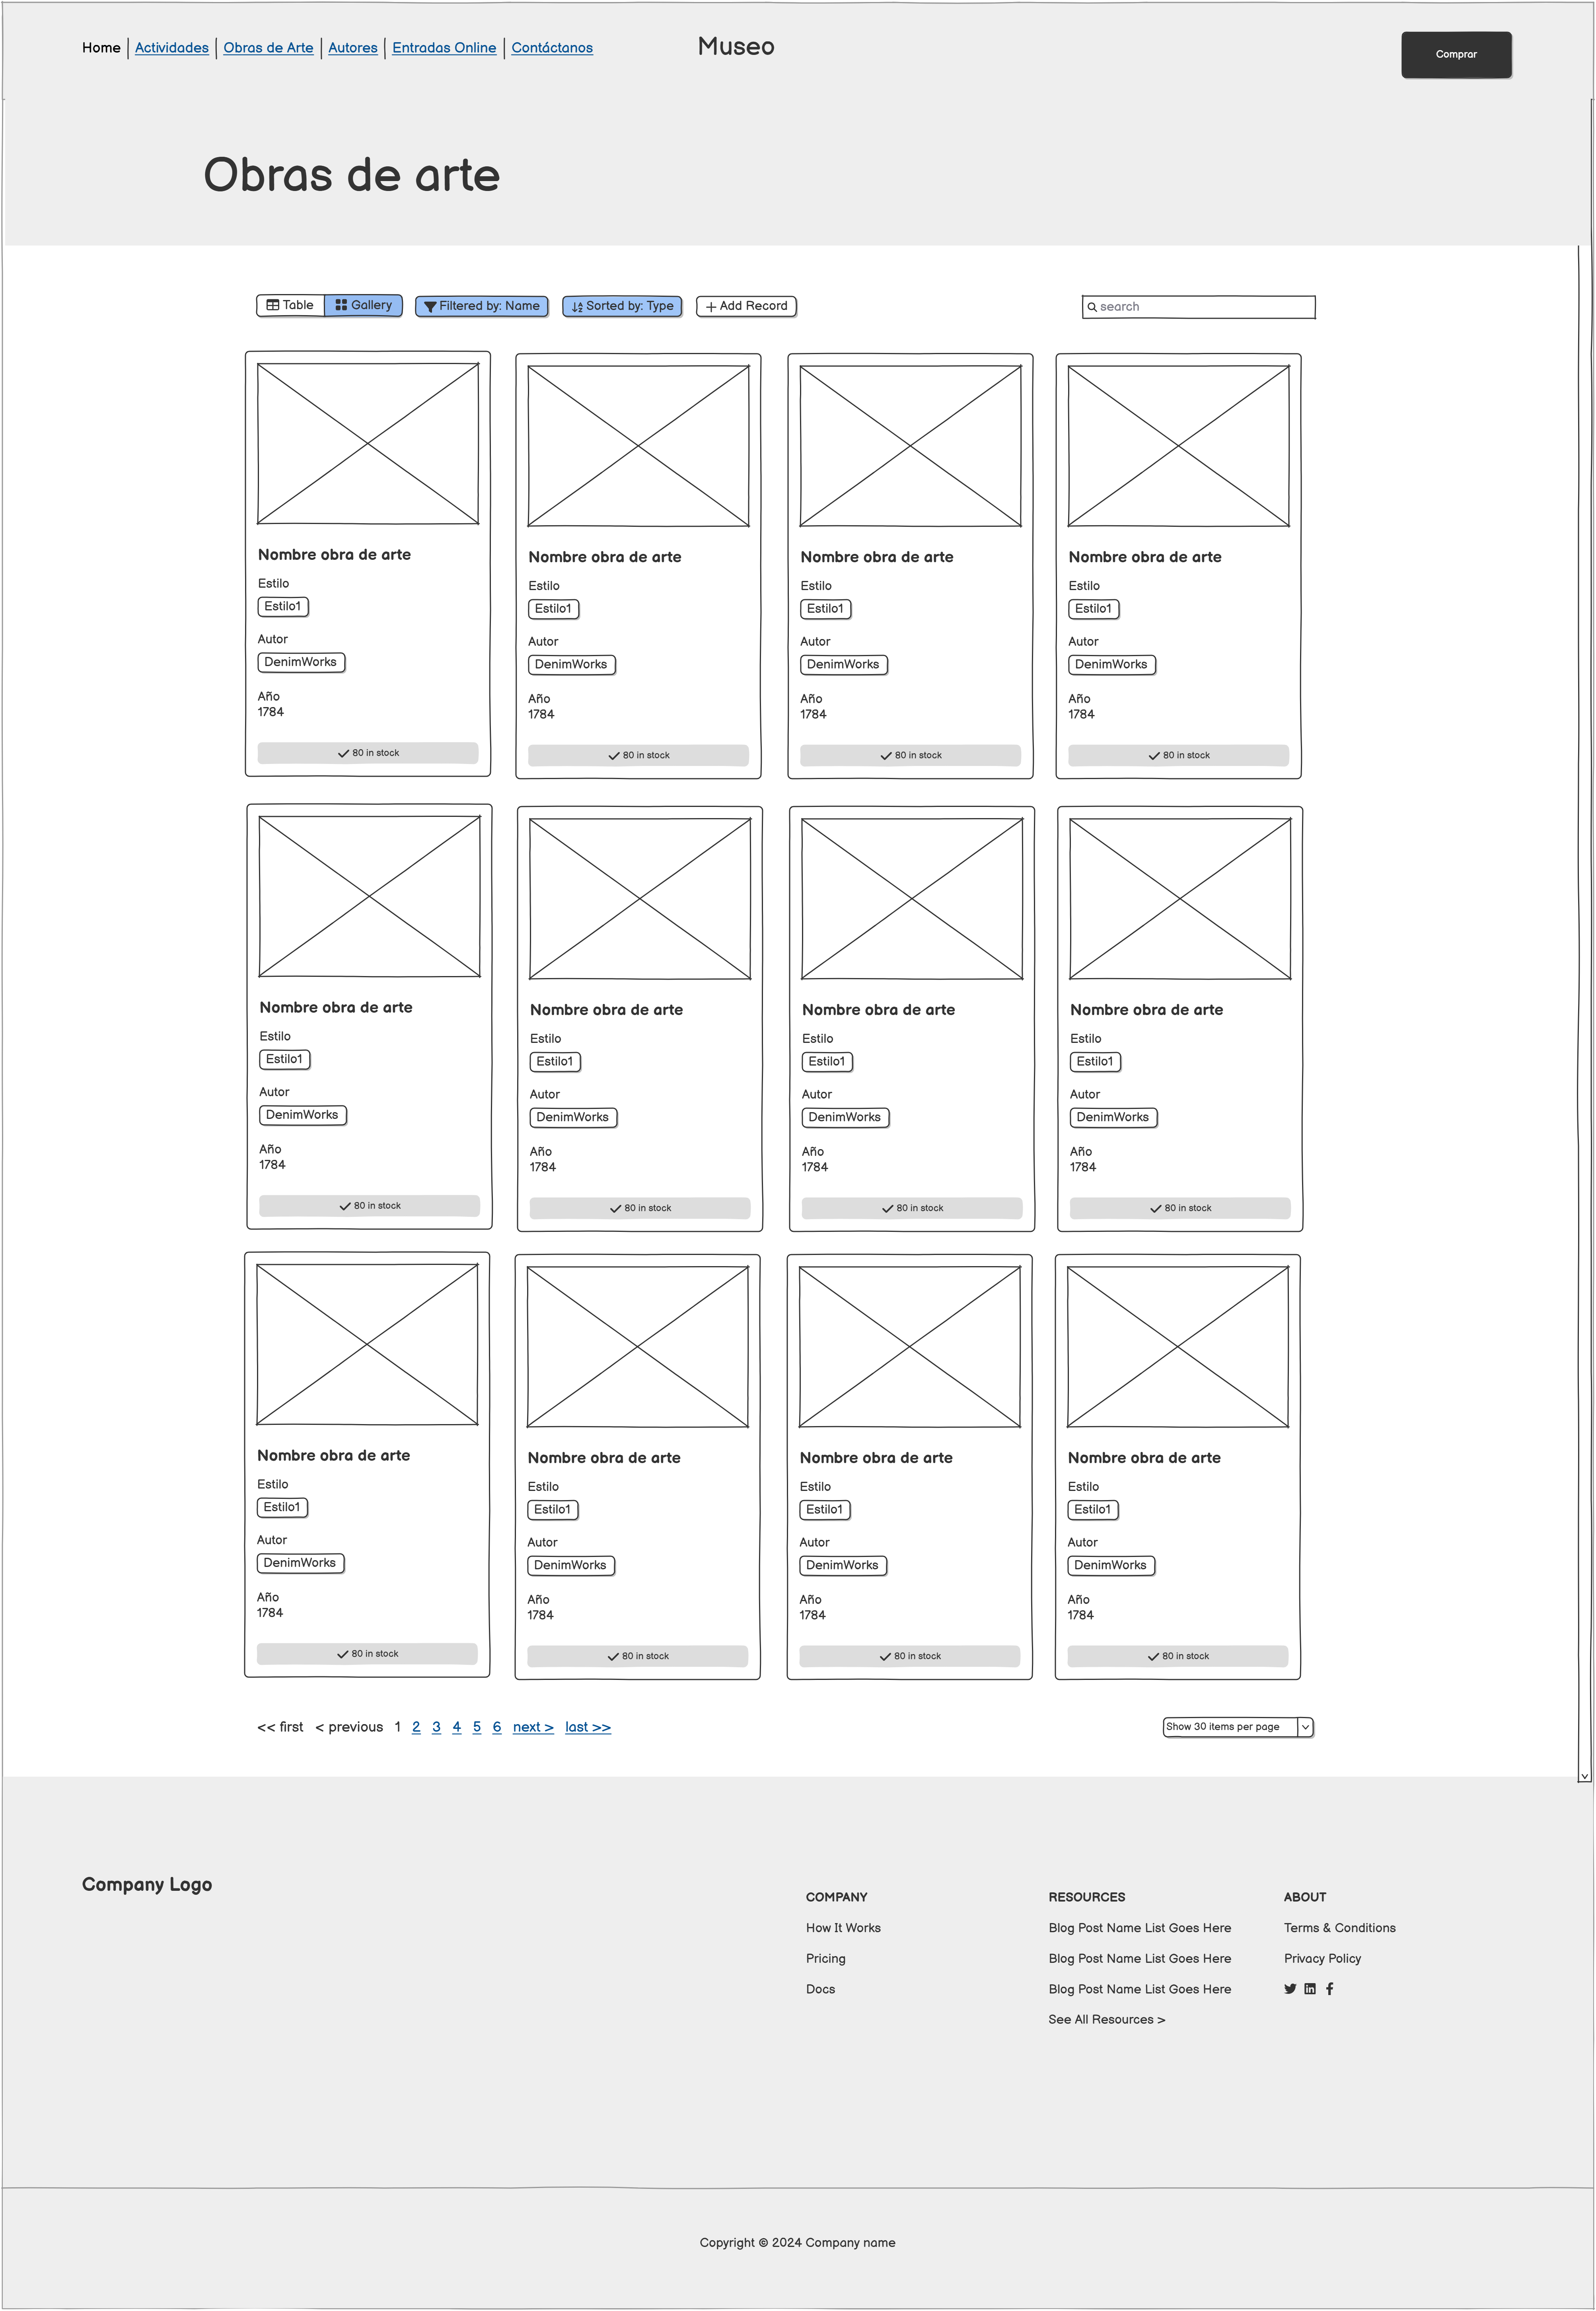 Home | Actividades | Obras de Arte | Autores | Entradas Online | Contáctanos
Museo
Comprar
Obras de arte
Table Gallery Filtered by: Name Sorted by: Type + Add Record search
Nombre obra de arte
Estilo
Estilo1
Autor
DenimWorks
Año
1784
80 in stock
Nombre obra de arte
Estilo
Estilo1
Autor
DenimWorks
Año
1784
80 in stock
Nombre obra de arte
Estilo
Estilo1
Autor
DenimWorks
Año
1784
80 in stock
Nombre obra de arte
Estilo
Estilo1
Autor
DenimWorks
Año
1784
80 in stock
Nombre obra de arte
Estilo
Estilo1
Autor
DenimWorks
Año
1784
80 in stock
Nombre obra de arte
Estilo
Estilo1
Autor
DenimWorks
Año
1784
80 in stock
Nombre obra de arte
Estilo
Estilo1
Autor
DenimWorks
Año
1784
80 in stock
Nombre obra de arte
Estilo
Estilo1
Autor
DenimWorks
Año
1784
80 in stock
Nombre obra de arte
Estilo
Estilo1
Autor
DenimWorks
Año
1784
80 in stock
Nombre obra de arte
Estilo
Estilo1
Autor
DenimWorks
Año
1784
80 in stock
Nombre obra de arte
Estilo
Estilo1
Autor
DenimWorks
Año
1784
80 in stock
Nombre obra de arte
Estilo
Estilo1
Autor
DenimWorks
Año
1784
80 in stock
<< first < previous 1 2 3 4 5 6 next > last >>
Show 30 items per page
Company Logo
COMPANY
How It Works
Pricing
Docs
RESOURCES
Blog Post Name List Goes Here
Blog Post Name List Goes Here
Blog Post Name List Goes Here
See All Resources >
ABOUT
Terms & Conditions
Privacy Policy
Copyright © 2024 Company name